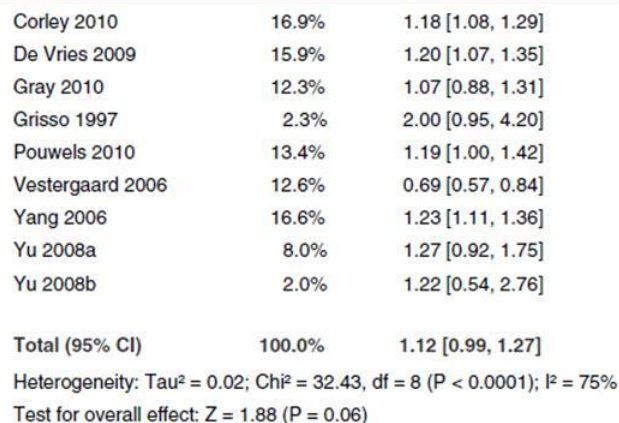 Corley 2010 16.9% 1.18 [1.08, 1.29]
De Vries 2009 15.9% 1.20 [1.07, 1.35]
Gray 2010 12.3% 1.07 [0.88, 1.31]
Grisso 1997 2.3% 2.00 [0.95, 4.20]
Pouwels 2010 13.4% 1.19 [1.00, 1.42]
Vestergaard 2006 12.6% 0.69 [0.57, 0.84]
Yang 2006 16.6% 1.23 [1.11, 1.36]
Yu 2008a 8.0% 1.27 [0.92, 1.75]
Yu 2008b 2.0% 1.22 [0.54, 2.76]
Total (95% CI) 100.0% 1.12 [0.99, 1.27]
Heterogeneity: Tau² = 0.02; Chi² = 32.43, df = 8 (P < 0.0001); I² = 75%
Test for overall effect: Z = 1.88 (P = 0.06)